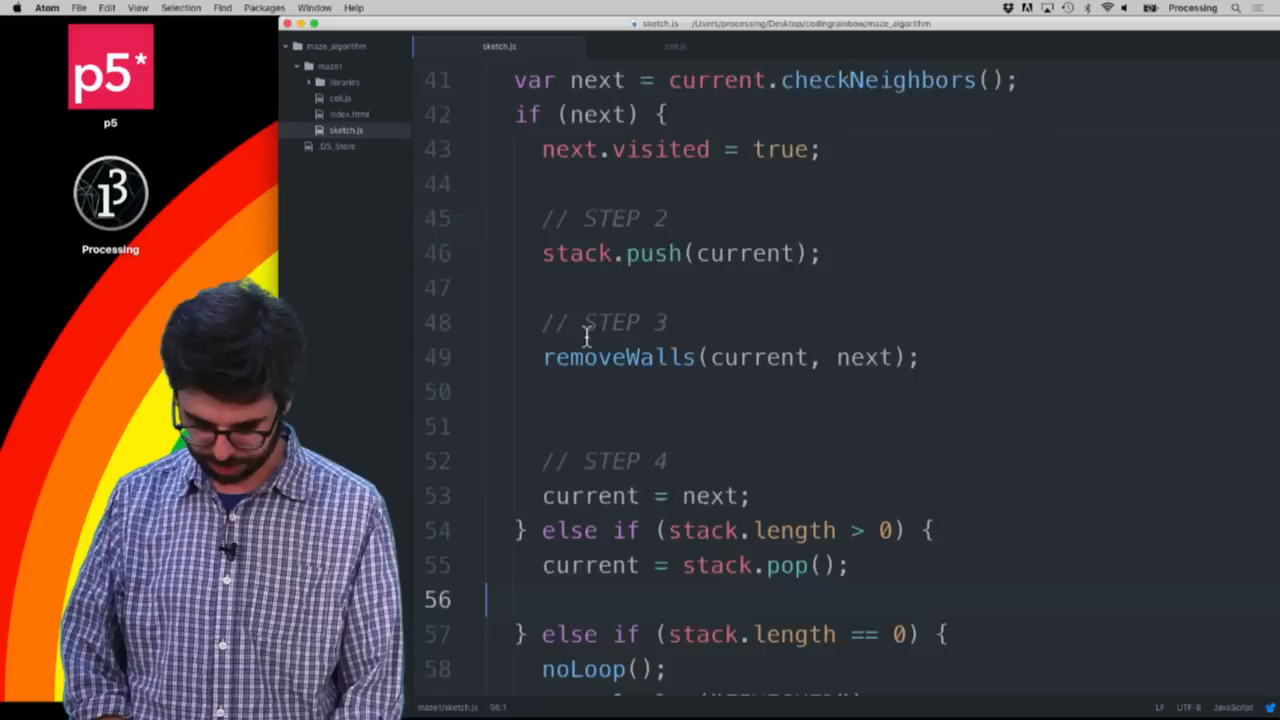 Atom File Edit View Selection Find Packages Window Help Processing
sketch.js — /Users/processing/Desktop/codingrainbow/maze_algorithm
p5*
p5
Processing
maze_algorithm
maze1
libraries
cell.js
index.html
sketch.js
.DS_Store
sketch.js cell.js
41 var next = current.checkNeighbors();
42 if (next) {
43 next.visited = true;
44
45 // STEP 2
46 stack.push(current);
47
48 // STEP 3
49 removeWalls(current, next);
50
51
52 // STEP 4
53 current = next;
54 } else if (stack.length > 0) {
55 current = stack.pop();
56
57 } else if (stack.length == 0) {
58 noLoop();
maze1/sketch.js 56:1 LF UTF-8 JavaScript